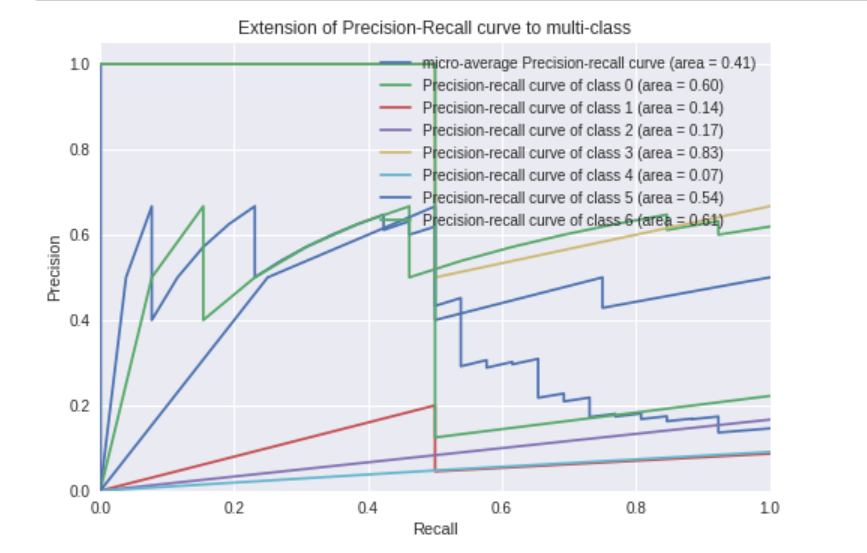 Extension of Precision-Recall curve to multi-class
micro-average Precision-recall curve (area = 0.41)
Precision-recall curve of class 0 (area = 0.60)
Precision-recall curve of class 1 (area = 0.14)
Precision-recall curve of class 2 (area = 0.17)
Precision-recall curve of class 3 (area = 0.83)
Precision-recall curve of class 4 (area = 0.07)
Precision-recall curve of class 5 (area = 0.54)
Precision-recall curve of class 6 (area = 0.61)
1.0
0.8
0.6
0.4
0.2
0.0
Precision
0.0 0.2 0.4 0.6 0.8 1.0
Recall